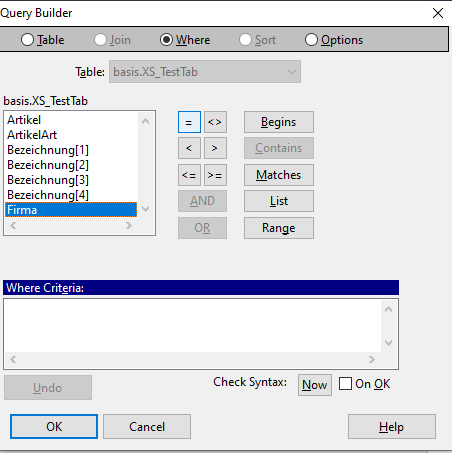 Query Builder
Table Join Where Sort Options
Table: basis.XS_TestTab
basis.XS_TestTab
Artikel
ArtikelArt
Bezeichnung[1]
Bezeichnung[2]
Bezeichnung[3]
Bezeichnung[4]
Firma
= <> Begins
< > Contains
<= >= Matches
AND List
OR Range
Where Criteria:
Undo
Check Syntax: Now On OK
OK Cancel Help